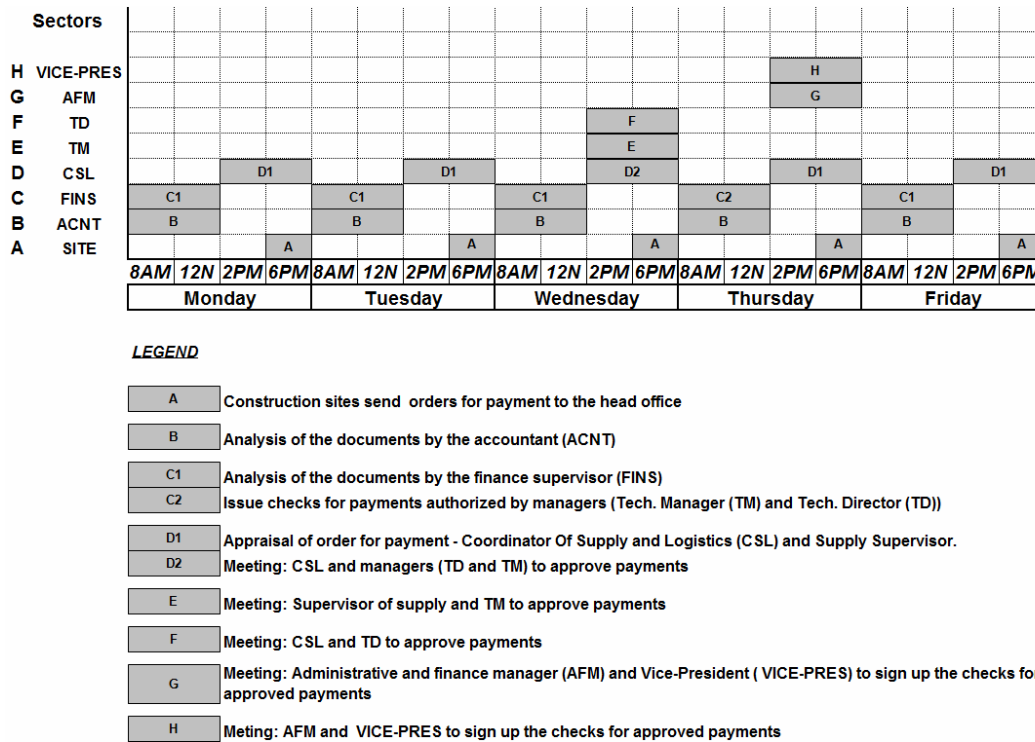 Sectors
H VICE-PRES H
G AFM G
F TD F
E TM E
D CSL D1 D1 D2 D1 D1
C FINS C1 C1 C1 C2 C1
B ACNT B B B B B
A SITE A A A A A
8AM 12N 2PM 6PM 8AM 12N 2PM 6PM 8AM 12N 2PM 6PM 8AM 12N 2PM 6PM 8AM 12N 2PM 6PM
Monday Tuesday Wednesday Thursday Friday
LEGEND
A Construction sites send orders for payment to the head office
B Analysis of the documents by the accountant (ACNT)
C1 Analysis of the documents by the finance supervisor (FINS)
C2 Issue checks for payments authorized by managers (Tech. Manager (TM) and Tech. Director (TD))
D1 Appraisal of order for payment - Coordinator Of Supply and Logistics (CSL) and Supply Supervisor.
D2 Meeting: CSL and managers (TD and TM) to approve payments
E Meeting: Supervisor of supply and TM to approve payments
F Meeting: CSL and TD to approve payments
G Meeting: Administrative and finance manager (AFM) and Vice-President ( VICE-PRES) to sign up the checks for
approved payments
H Meting: AFM and VICE-PRES to sign up the checks for approved payments